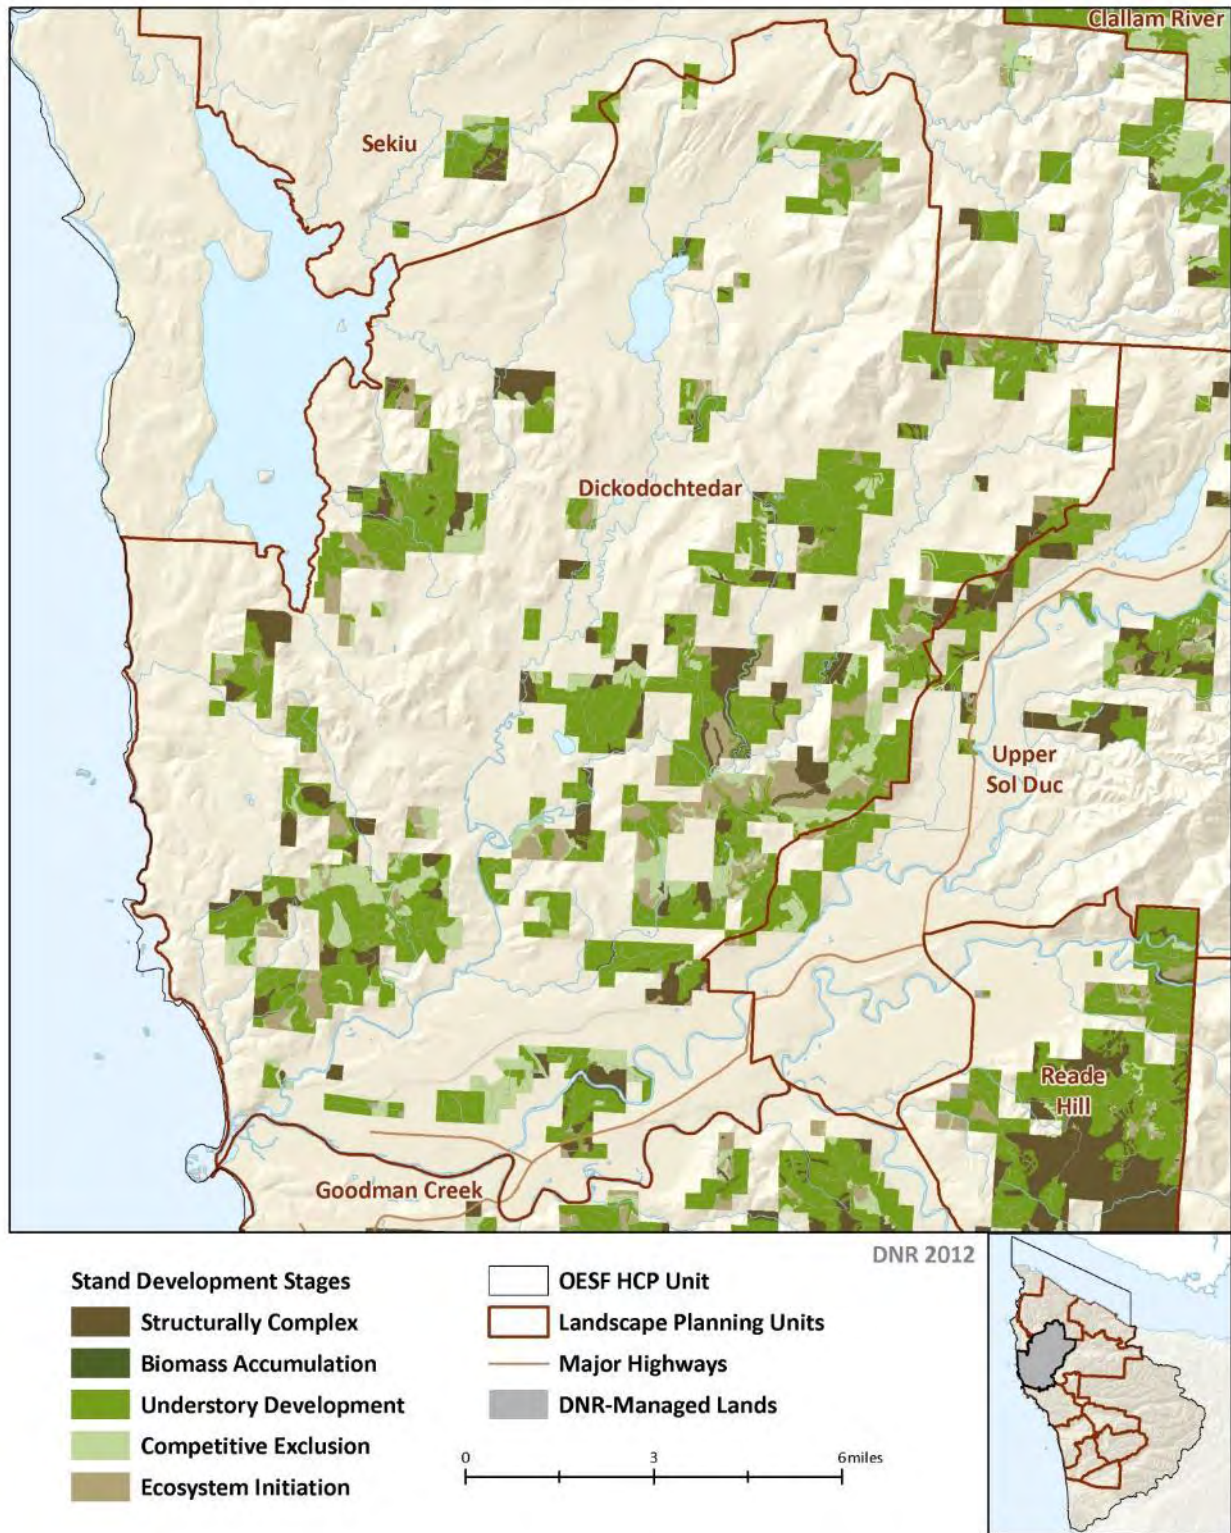 Clallam River
Sekiu
Dickodochtedar
Upper
Sol Duc
Reade
Hill
Goodman Creek
DNR 2012
Stand Development Stages
Structurally Complex
Biomass Accumulation
Understory Development
Competitive Exclusion
Ecosystem Initiation
OESF HCP Unit
Landscape Planning Units
Major Highways
DNR-Managed Lands
0 3 6 miles